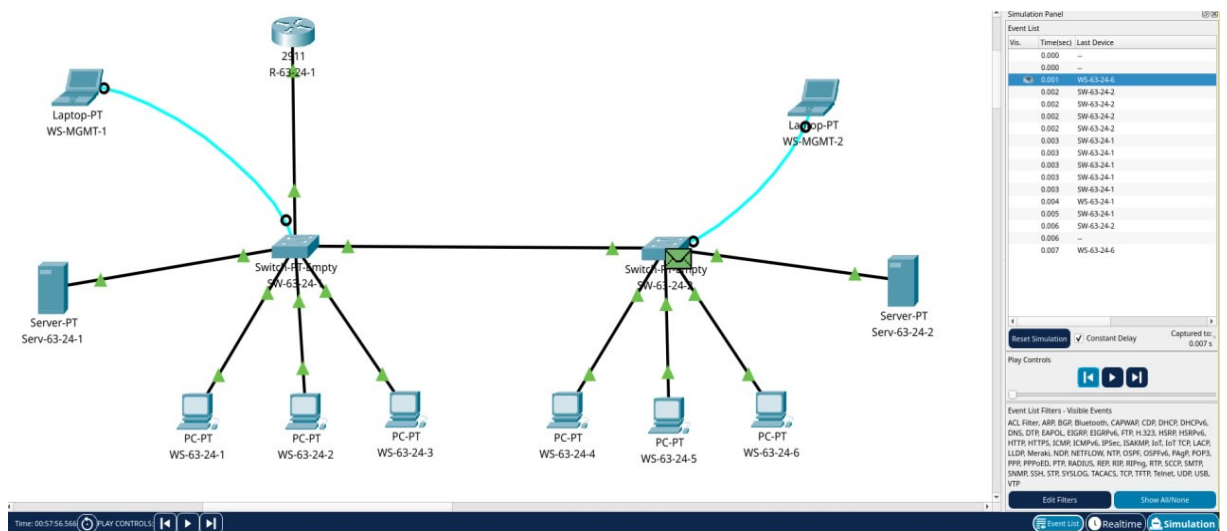 2911
R-63-24-1
Laptop-PT
WS-MGMT-1
Laptop-PT
WS-MGMT-2
Switch-PT-Empty
SW-63-24-1
Switch-PT-Empty
SW-63-24-2
Server-PT
Serv-63-24-1
Server-PT
Serv-63-24-2
PC-PT
WS-63-24-1
PC-PT
WS-63-24-2
PC-PT
WS-63-24-3
PC-PT
WS-63-24-4
PC-PT
WS-63-24-5
PC-PT
WS-63-24-6
Simulation Panel
Event List
Vis. Time(sec) Last Device
0.000 --
0.000 --
0.001 WS-63-24-6
0.002 SW-63-24-2
0.002 SW-63-24-2
0.002 SW-63-24-2
0.002 SW-63-24-2
0.003 SW-63-24-1
0.003 SW-63-24-1
0.003 SW-63-24-1
0.003 SW-63-24-1
0.004 WS-63-24-1
0.005 SW-63-24-1
0.006 SW-63-24-2
0.006 --
0.007 WS-63-24-6
Reset Simulation Constant Delay Captured to:
0.007 s
Play Controls
Event List Filters - Visible Events
ACL Filter, ARP, BGP, Bluetooth, CAPWAP, CDP, DHCP, DHCPv6,
DNS, DTP, EAPOL, EIGRP, EIGRPv6, FTP, H.323, HSRP, HSRPv6,
HTTP, HTTPS, ICMP, ICMPv6, IPSec, ISAKMP, IoT, IoT TCP, LACP,
LLDP, Meraki, NDP, NETFLOW, NTP, OSPF, OSPFv6, PAgP, POP3,
PPP, PPPoED, PTP, RADIUS, REP, RIP, RIPng, RTP, SCCP, SMTP,
SNMP, SSH, STP, SYSLOG, TACACS, TCP, TFTP, Telnet, UDP, USB,
VTP
Edit Filters Show All/None
Time: 00:57:56.566 PLAY CONTROLS: Event List Realtime Simulation